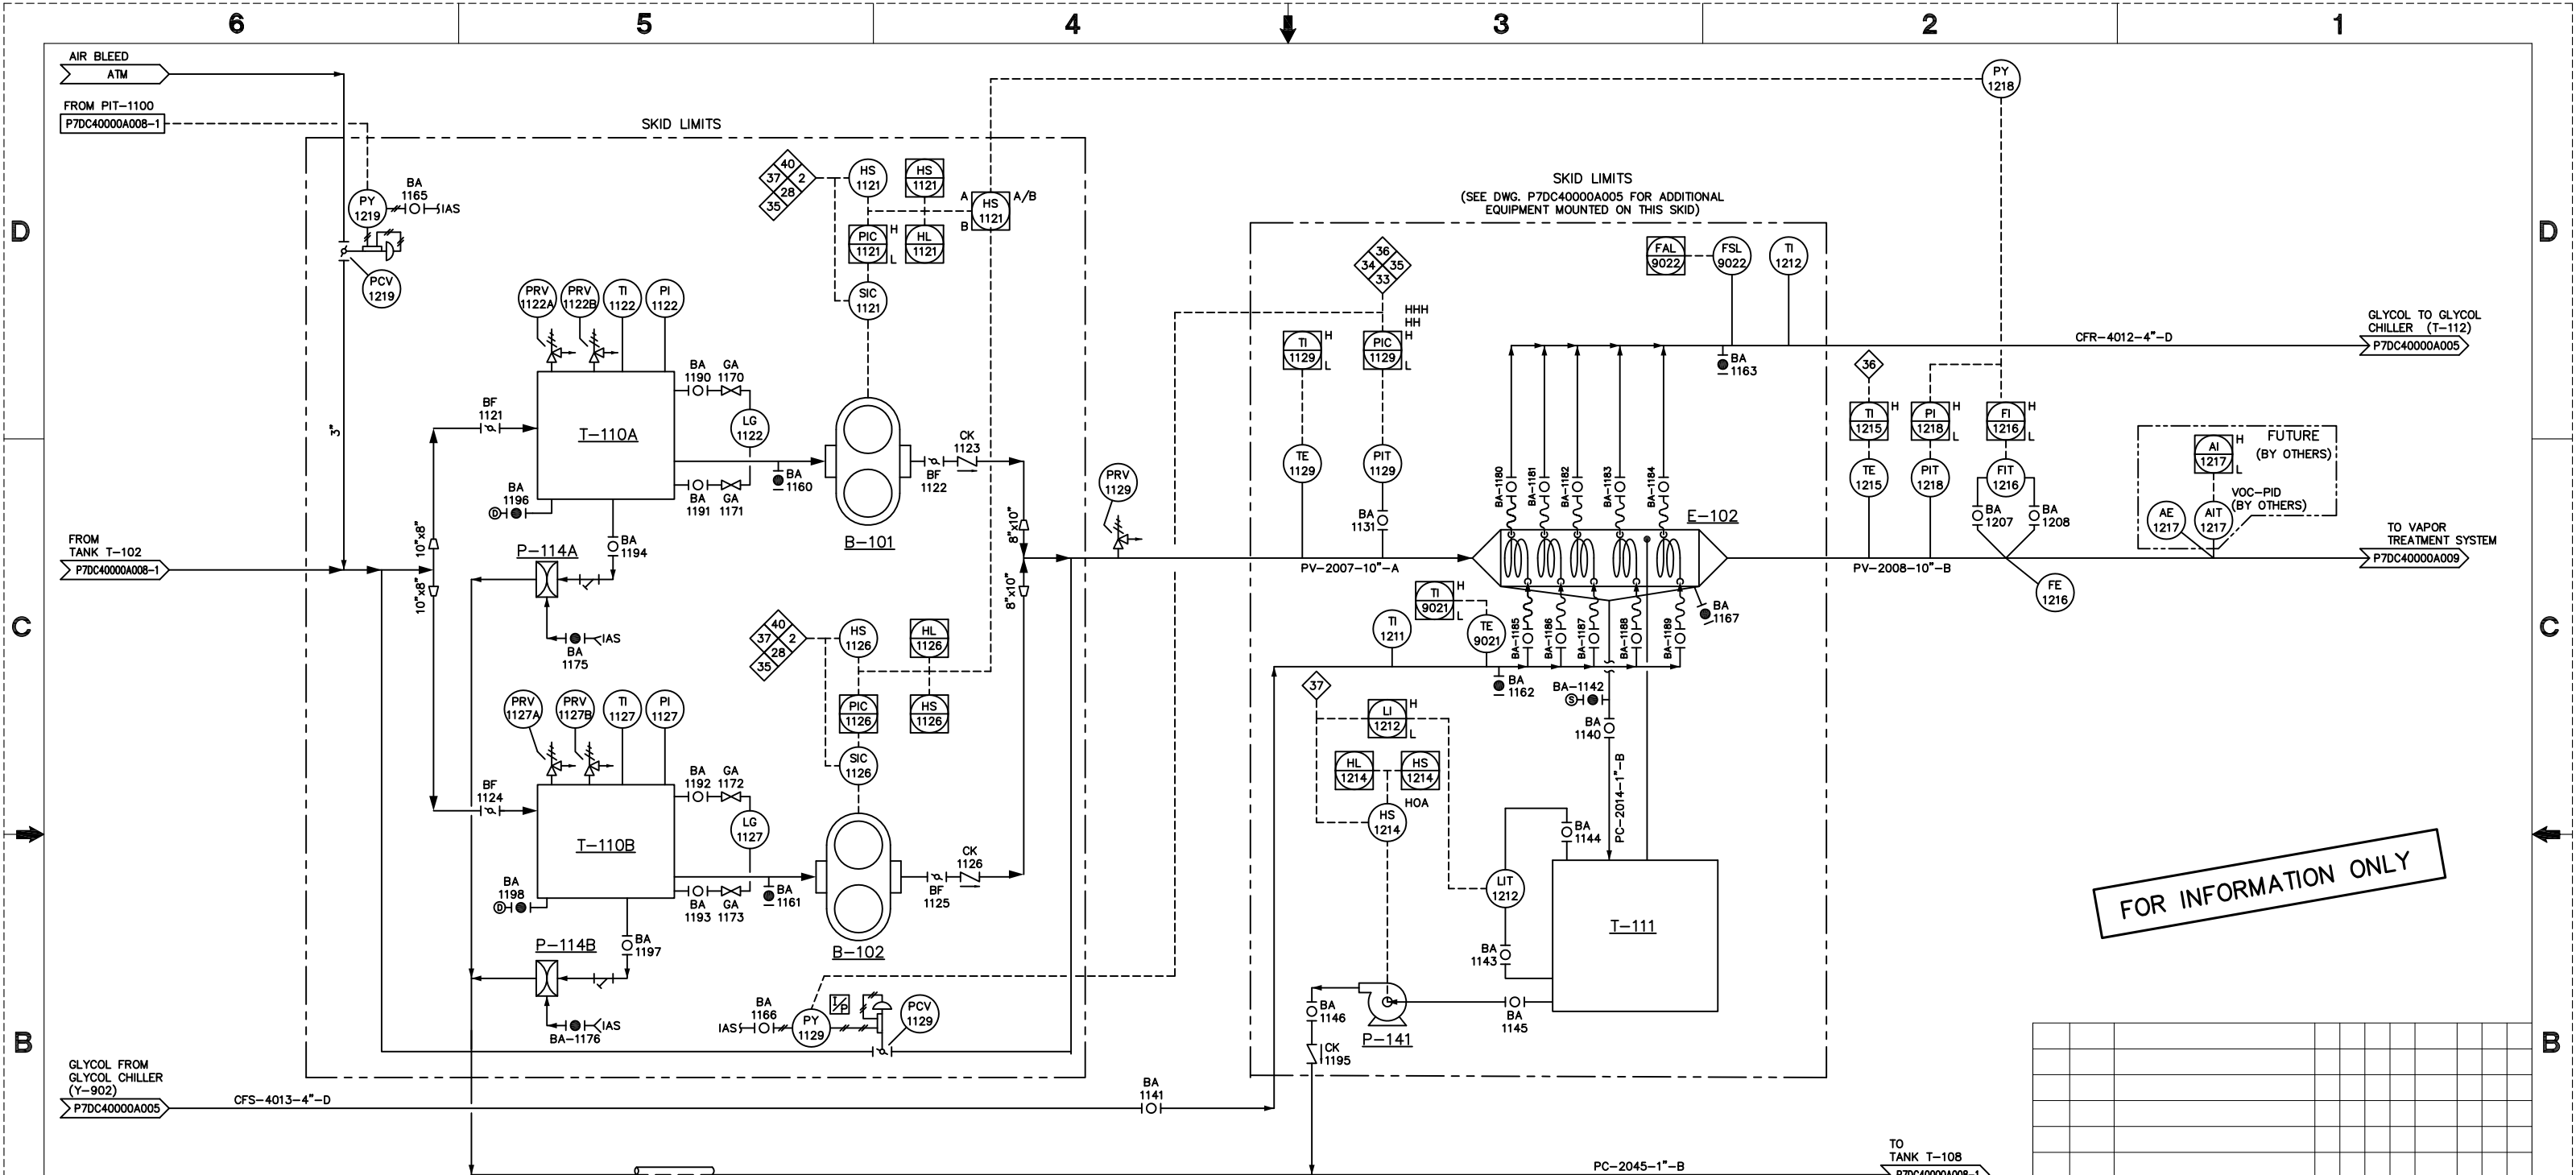 6
5
4
3
2
1
D
C
B
D
C
B
AIR BLEED
ATM
FROM PIT-1100
P7DC40000A008-1
SKID LIMITS
PY
1219
BA
1165
IAS
PCV
1219
3"
40
37
2
28
35
HS
1121
HS
1121
A
HS
1121
A/B
B
PIC
1121
H
L
HL
1121
SIC
1121
PRV
1122A
PRV
1122B
TI
1122
PI
1122
BA
1190
GA
1170
BF
1121
T-110A
LG
1122
BA
1160
BA
1191
GA
1171
BA
1196
D
BA
1194
B-101
BF
1122
CK
1123
FROM
TANK T-102
P7DC40000A008-1
10"x8"
10"x8"
P-114A
BA
1175
IAS
8"x10"
8"x10"
PRV
1129
40
37
2
28
35
HS
1126
HL
1126
PIC
1126
HS
1126
SIC
1126
PRV
1127A
PRV
1127B
TI
1127
PI
1127
BA
1192
GA
1172
BF
1124
T-110B
LG
1127
BA
1161
BA
1193
GA
1173
BA
1198
D
BA
1197
P-114B
BA-1176
IAS
B-102
BF
1125
CK
1126
IAS
BA
1166
PY
1129
I/P
PCV
1129
GLYCOL FROM
GLYCOL CHILLER
(Y-902)
P7DC40000A005
CFS-4013-4"-D
BA
1141
PY
1218
SKID LIMITS
(SEE DWG. P7DC40000A005 FOR ADDITIONAL
EQUIPMENT MOUNTED ON THIS SKID)
36
34
35
33
FAL
9022
FSL
9022
TI
1212
HHH
HH
TI
1129
H
L
PIC
1129
H
L
TE
1129
PIT
1129
BA
1131
BA
1163
CFR-4012-4"-D
GLYCOL TO GLYCOL
CHILLER (T-112)
P7DC40000A005
BA-1180
BA-1181
BA-1182
BA-1183
BA-1184
E-102
PV-2007-10"-A
BA-1185
BA-1186
BA-1187
BA-1188
BA-1189
BA
1167
TI
9021
H
L
TI
1211
TE
9021
BA
1162
BA-1142
S
BA
1140
37
LI
1212
H
L
HL
1214
HS
1214
HOA
HS
1214
PC-2014-1"-B
BA
1144
LIT
1212
BA
1143
T-111
BA
1145
P-141
BA
1146
CK
1195
36
TI
1215
H
PI
1218
H
L
FI
1216
H
L
TE
1215
PIT
1218
FIT
1216
BA
1207
BA
1208
FE
1216
PV-2008-10"-B
AI
1217
H
L
FUTURE
(BY OTHERS)
AE
1217
AIT
1217
VOC-PID
(BY OTHERS)
TO VAPOR
TREATMENT SYSTEM
P7DC40000A009
FOR INFORMATION ONLY
PC-2045-1"-B
TO
TANK T-108
P7DC40000A008-1